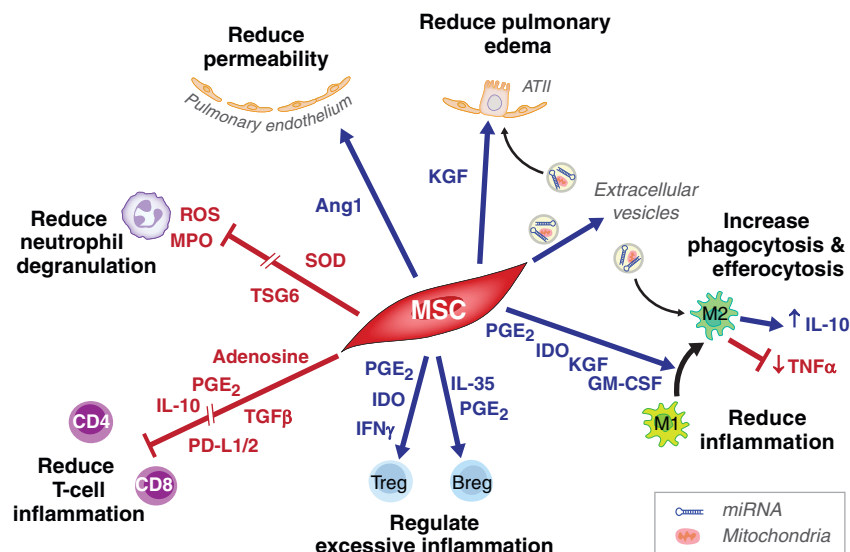 Reduce
permeability
Pulmonary endothelium
Reduce pulmonary
edema
ATII
KGF
Ang1
Extracellular
vesicles
Reduce
neutrophil
degranulation
ROS
MPO
SOD
TSG6
Increase
phagocytosis &
efferocytosis
M2
↑ IL-10
↓TNFα
MSC
PGE2
IDO
KGF
GM-CSF
M1
Reduce
inflammation
Adenosine
PGE2
IL-10
TGFβ
PD-L1/2
CD4
CD8
Reduce
T-cell
inflammation
PGE2
IDO
IFNγ
IL-35
PGE2
Treg
Breg
Regulate
excessive inflammation
miRNA
Mitochondria